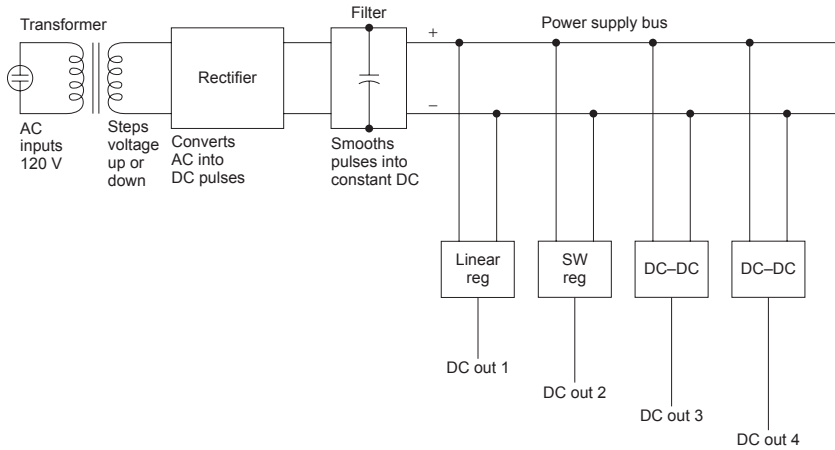 Transformer
Filter
+
Power supply bus
Rectifier
–
AC
inputs
120 V
Steps
voltage
up or
down
Converts
AC into
DC pulses
Smooths
pulses into
constant DC
Linear
reg
SW
reg
DC–DC
DC–DC
DC out 1
DC out 2
DC out 3
DC out 4